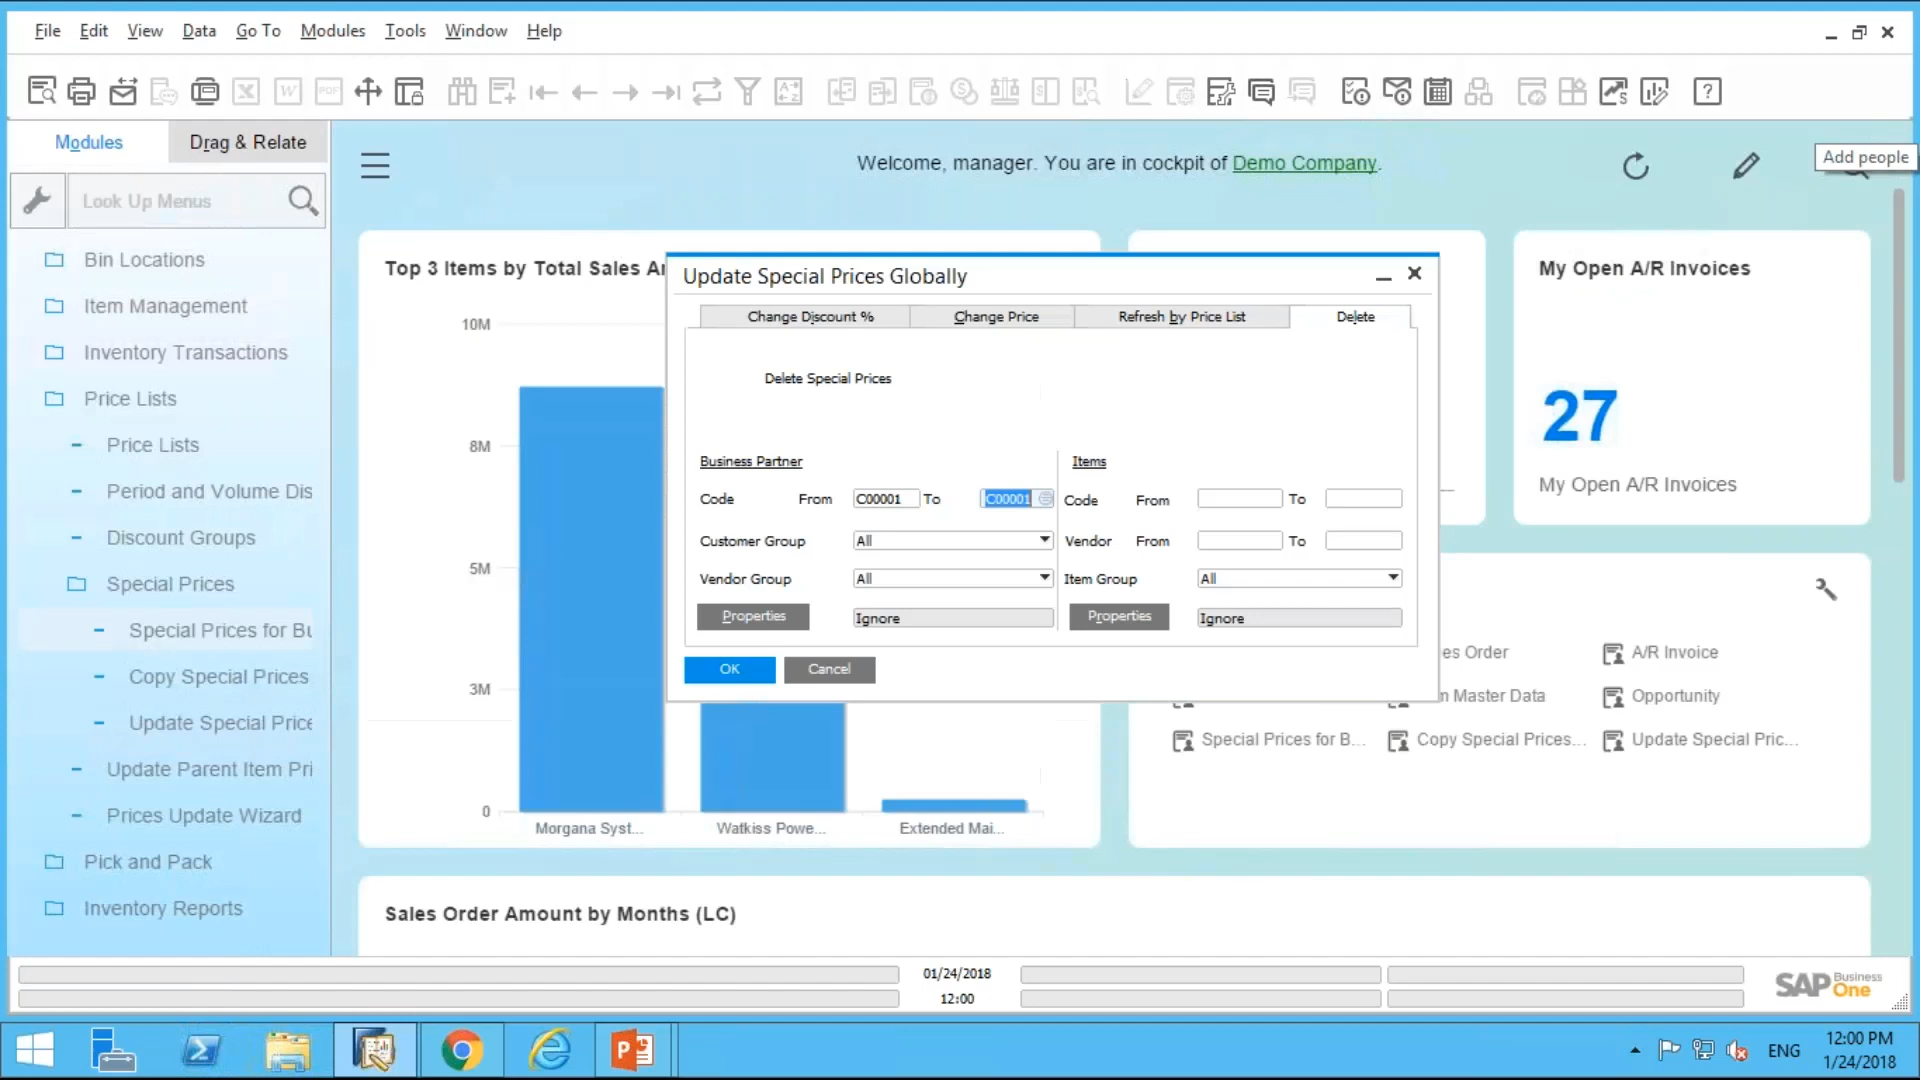 File Edit View Data Go To Modules Tools Window Help
Modules Drag & Relate
Look Up Menus
Bin Locations
Item Management
Inventory Transactions
Price Lists
Price Lists
Period and Volume Dis
Discount Groups
Special Prices
Special Prices for Bu
Copy Special Prices
Update Special Price
Update Parent Item Pri
Prices Update Wizard
Pick and Pack
Inventory Reports
Welcome, manager. You are in cockpit of Demo Company.
Add people
Top 3 Items by Total Sales Ar
10M
8M
5M
3M
0
Morgana Syst...
Watkiss Powe...
Extended Mai...
Update Special Prices Globally
Change Discount %
Change Price
Refresh by Price List
Delete
Delete Special Prices
Business Partner
Code From C00001 To C00001
Customer Group All
Vendor Group All
Properties Ignore
Items
Code From To
Vendor From To
Item Group All
Properties Ignore
OK Cancel
My Open A/R Invoices
27
My Open A/R Invoices
es Order
A/R Invoice
m Master Data
Opportunity
Special Prices for B...
Copy Special Prices...
Update Special Pric...
Sales Order Amount by Months (LC)
01/24/2018
12:00
SAP Business One
ENG
12:00 PM
1/24/2018